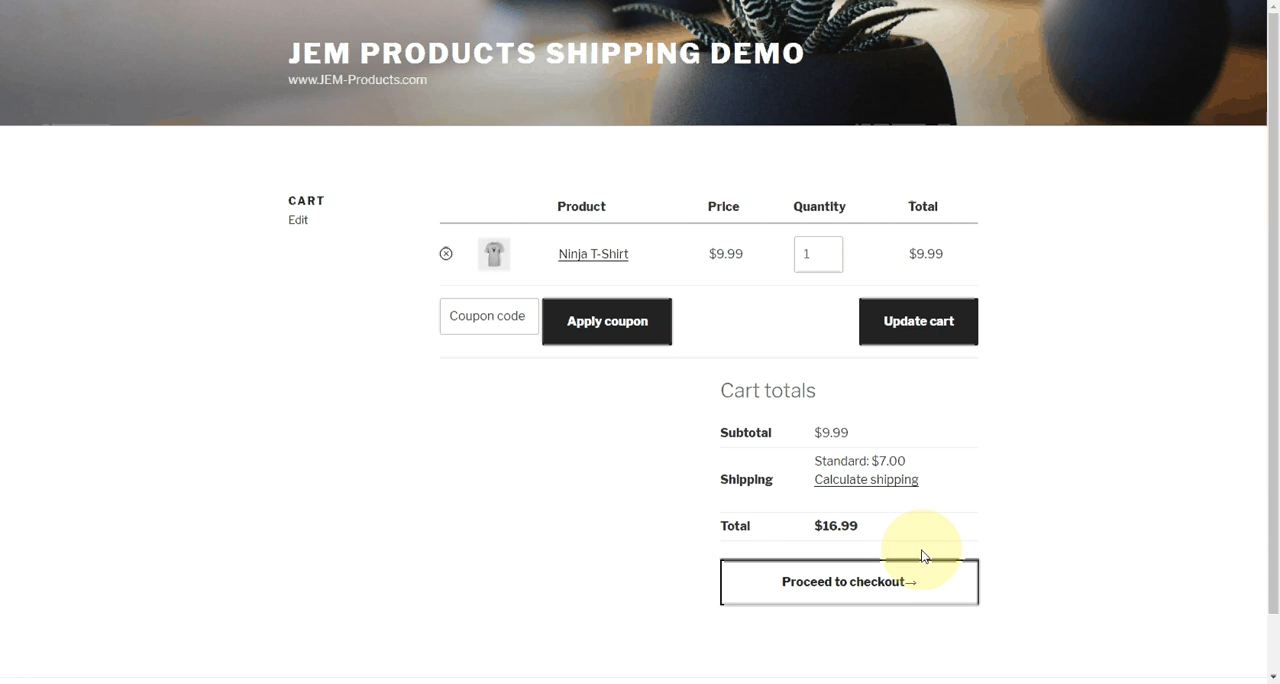 JEM PRODUCTS SHIPPING DEMO
www.JEM-Products.com
CART
Edit
Product Price Quantity Total
Ninja T-Shirt $9.99 1 $9.99
Coupon code Apply coupon Update cart
Cart totals
Subtotal $9.99
Standard: $7.00
Shipping Calculate shipping
Total $16.99
Proceed to checkout→